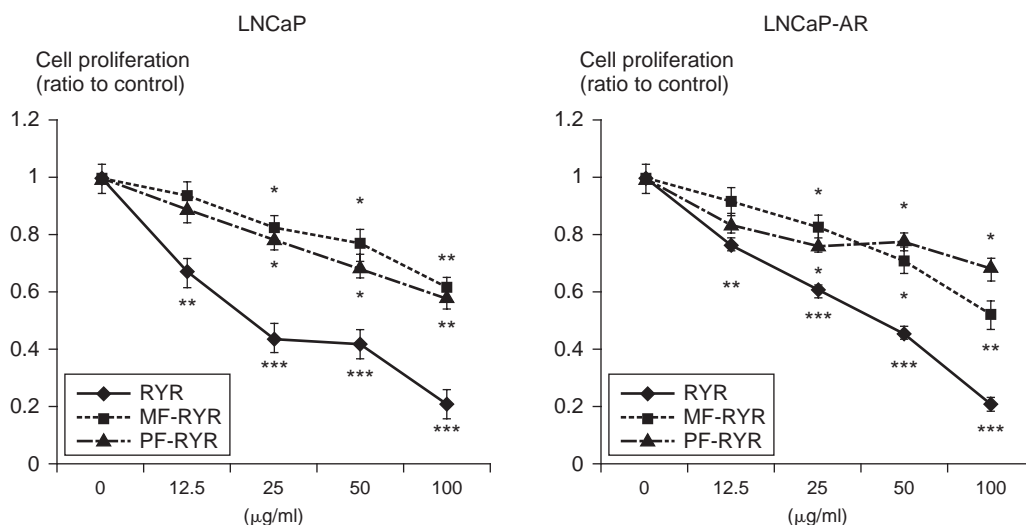 LNCaP
Cell proliferation
(ratio to control)
1.2
1
0.8
0.6
0.4
0.2
0
* *
**
* *
** **
*** *** ***
RYR
MF-RYR
PF-RYR
0 12.5 25 50 100
(μg/ml)
LNCaP-AR
Cell proliferation
(ratio to control)
1.2
1
0.8
0.6
0.4
0.2
0
* * *
** * *
*** **
*** ***
RYR
MF-RYR
PF-RYR
0 12.5 25 50 100
(μg/ml)